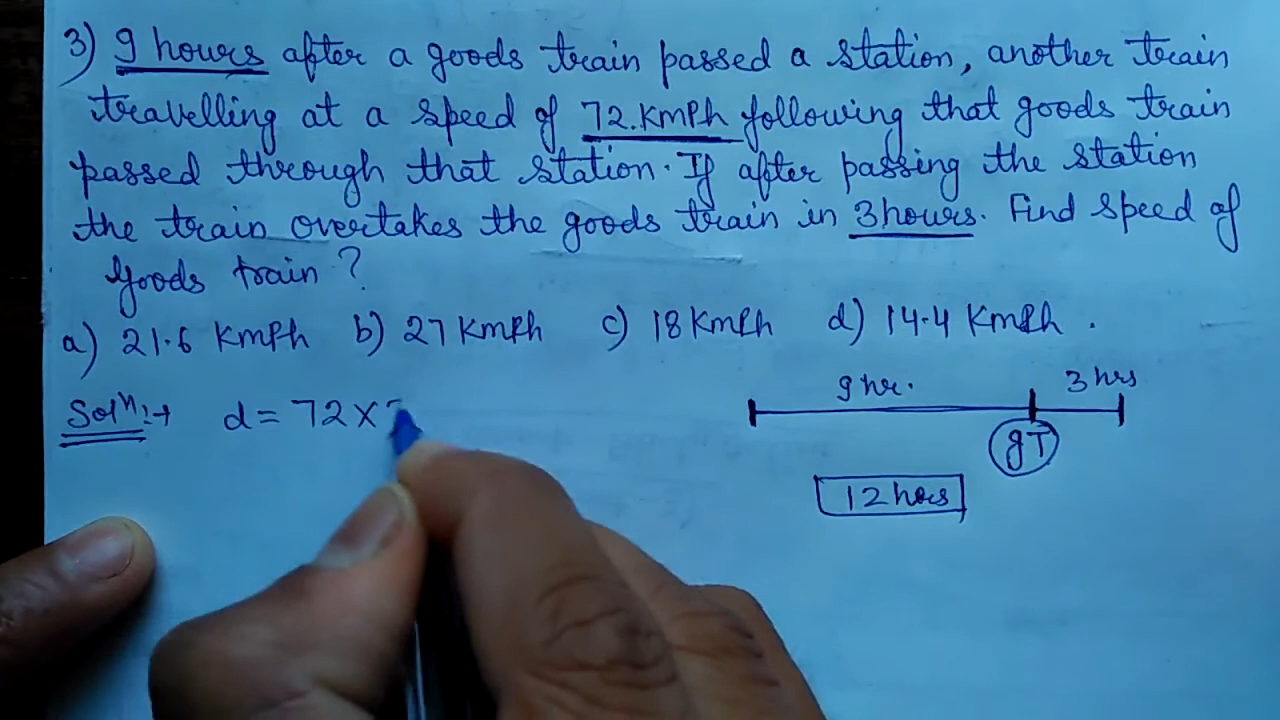 3) 9 hours after a goods train passed a station, another train
travelling at a speed of 72.KmPh following that goods train
passed through that station. If after passing the station
the train overtakes the goods train in 3 hours. Find speed of
goods train ?
a) 21.6 KmPh b) 27 KmPh c) 18 KmPh d) 14.4 KmPh .
9 hr. 3 hrs
Solⁿ:→ d = 72 ×
gT
12 hrs